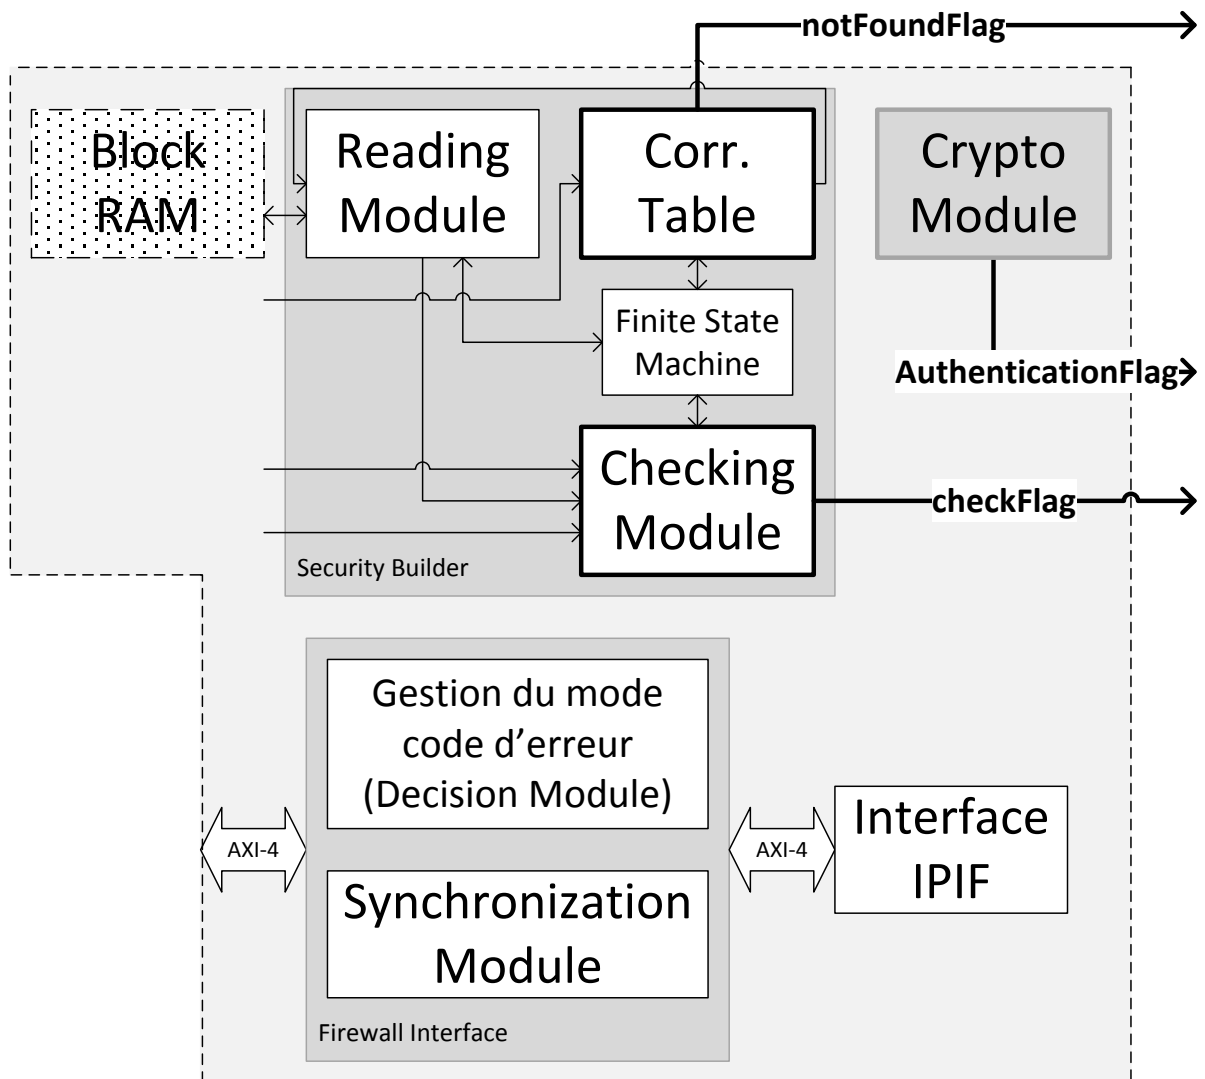 notFoundFlag
Block
RAM
Reading
Module
Corr.
Table
Crypto
Module
Finite State
Machine
AuthenticationFlag
Checking
Module
checkFlag
Security Builder
Gestion du mode
code d’erreur
(Decision Module)
AXI-4
AXI-4
Interface
IPIF
Synchronization
Module
Firewall Interface